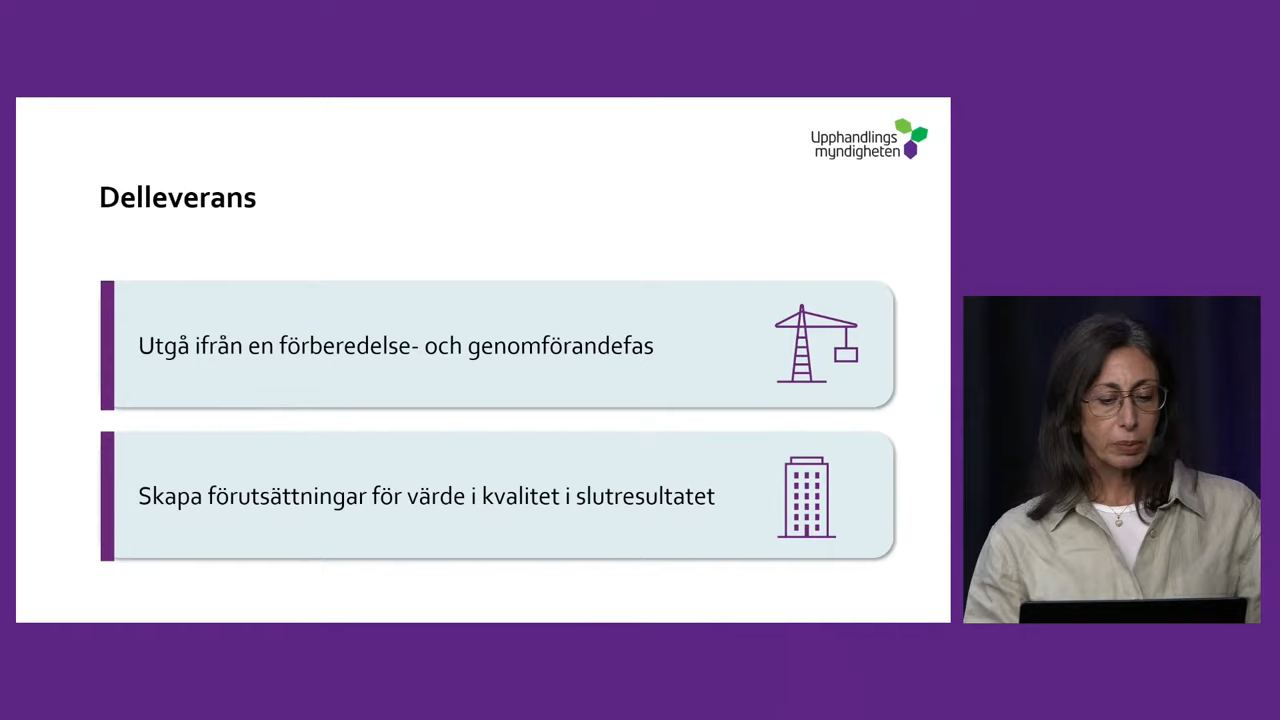 Upphandlings
myndigheten
Delleverans
Utgå ifrån en förberedelse- och genomförandefas
Skapa förutsättningar för värde i kvalitet i slutresultatet